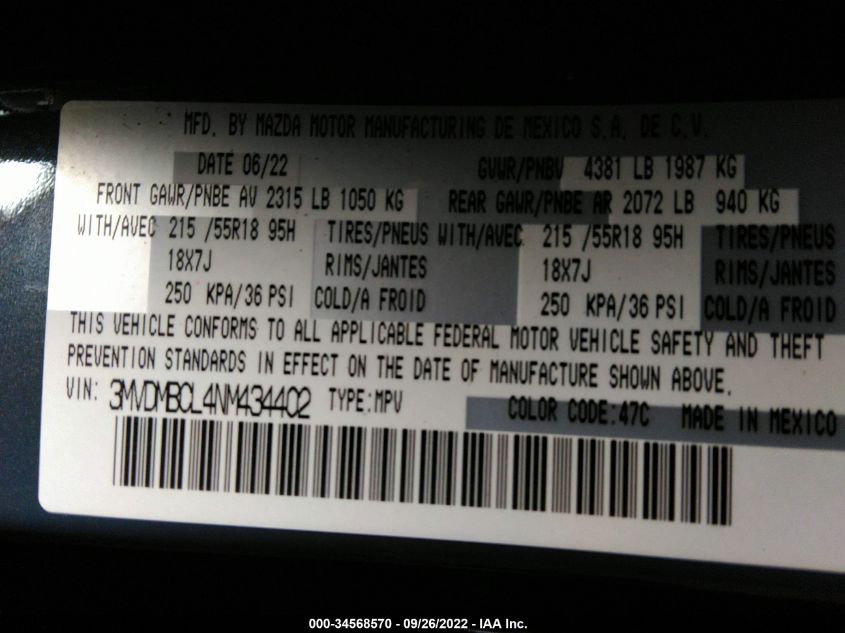 MFD. BY MAZDA MOTOR MANUFACTURING DE MEXICO S.A. DE C.V.
DATE 06/22 GVWR/PNBV 4381 LB 1987 KG
FRONT GAWR/PNBE AV 2315 LB 1050 KG REAR GAWR/PNBE AR 2072 LB 940 KG
WITH/AVEC 215 /55R18 95H TIRES/PNEUS WITH/AVEC 215 /55R18 95H TIRES/PNEUS
18X7J RIMS/JANTES 18X7J RIMS/JANTES
250 KPA/36 PSI COLD/A FROID 250 KPA/36 PSI COLD/A FROID
THIS VEHICLE CONFORMS TO ALL APPLICABLE FEDERAL MOTOR VEHICLE SAFETY AND THEFT
PREVENTION STANDARDS IN EFFECT ON THE DATE OF MANUFACTURE SHOWN ABOVE.
VIN: 3MVDMBCL4NM434402 TYPE:MPV COLOR CODE:47C MADE IN MEXICO
000-34568570 - 09/26/2022 - IAA Inc.